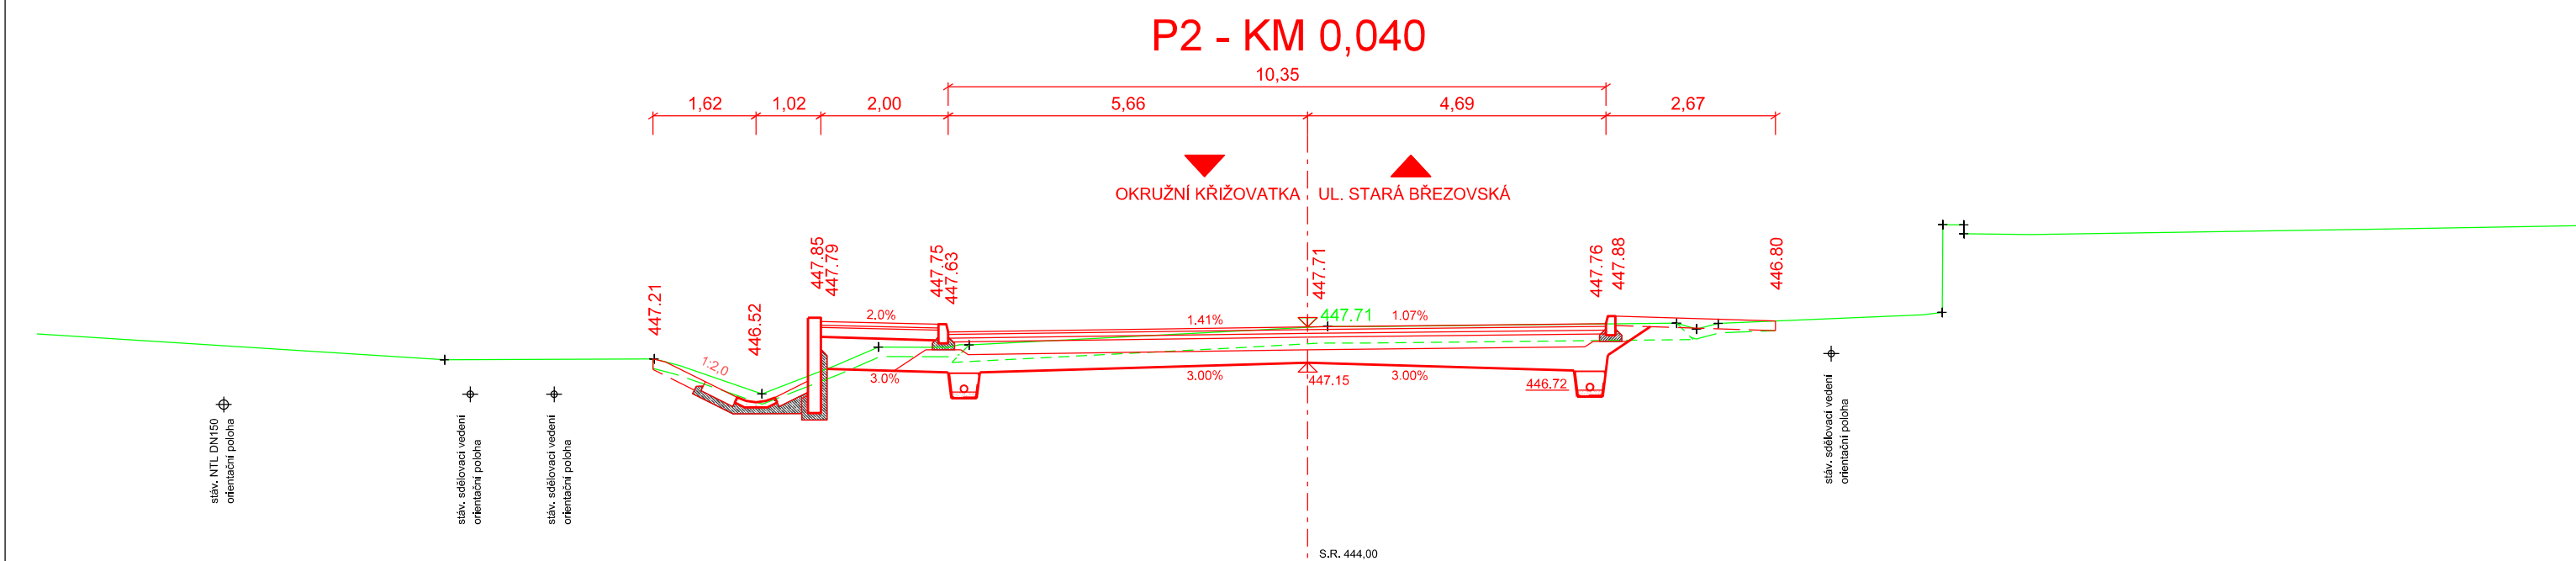 P2 - KM 0,040
10,35
1,62 1,02 2,00 5,66 4,69 2,67
OKRUŽNÍ KŘIŽOVATKA UL. STARÁ BŘEZOVSKÁ
447.21
446.52
447.85
447.79
447.75
447.63
447.71
447.76
447.88
446.80
447.71
2.0% 1.41% 1.07%
1:2,0
3.0% 3.00% 447.15 3.00% 446.72
stáv. NTL DN150
orientační poloha
stáv. sdělovací vedení
orientační poloha
stáv. sdělovací vedení
orientační poloha
stáv. sdělovací vedení
orientační poloha
S.R. 444,00